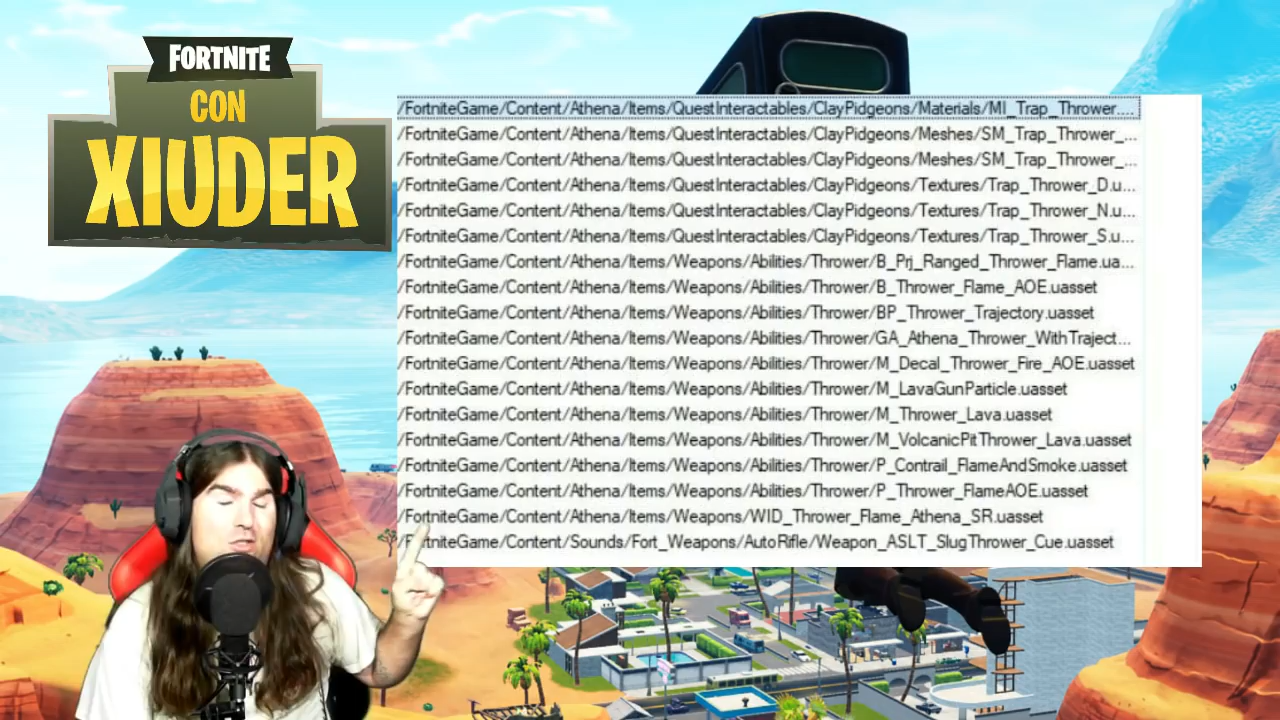 FORTNITE
CON
XIUDER
/FortniteGame/Content/Athena/Items/QuestInteractables/ClayPidgeons/Materials/MI_Trap_Thrower....
/FortniteGame/Content/Athena/Items/QuestInteractables/ClayPidgeons/Meshes/SM_Trap_Thrower_...
/FortniteGame/Content/Athena/Items/QuestInteractables/ClayPidgeons/Meshes/SM_Trap_Thrower_...
/FortniteGame/Content/Athena/Items/QuestInteractables/ClayPidgeons/Textures/Trap_Thrower_D.u...
/FortniteGame/Content/Athena/Items/QuestInteractables/ClayPidgeons/Textures/Trap_Thrower_N.u...
/FortniteGame/Content/Athena/Items/QuestInteractables/ClayPidgeons/Textures/Trap_Thrower_S.u...
/FortniteGame/Content/Athena/Items/Weapons/Abilities/Thrower/B_Prj_Ranged_Thrower_Flame.ua...
/FortniteGame/Content/Athena/Items/Weapons/Abilities/Thrower/B_Thrower_Flame_AOE.uasset
/FortniteGame/Content/Athena/Items/Weapons/Abilities/Thrower/BP_Thrower_Trajectory.uasset
/FortniteGame/Content/Athena/Items/Weapons/Abilities/Thrower/GA_Athena_Thrower_WithTraject...
/FortniteGame/Content/Athena/Items/Weapons/Abilities/Thrower/M_Decal_Thrower_Fire_AOE.uasset
/FortniteGame/Content/Athena/Items/Weapons/Abilities/Thrower/M_LavaGunParticle.uasset
/FortniteGame/Content/Athena/Items/Weapons/Abilities/Thrower/M_Thrower_Lava.uasset
/FortniteGame/Content/Athena/Items/Weapons/Abilities/Thrower/M_VolcanicPitThrower_Lava.uasset
/FortniteGame/Content/Athena/Items/Weapons/Abilities/Thrower/P_Contrail_FlameAndSmoke.uasset
/FortniteGame/Content/Athena/Items/Weapons/Abilities/Thrower/P_Thrower_FlameAOE.uasset
/FortniteGame/Content/Athena/Items/Weapons/WID_Thrower_Flame_Athena_SR.uasset
/FortniteGame/Content/Sounds/Fort_Weapons/AutoRifle/Weapon_ASLT_SlugThrower_Cue.uasset